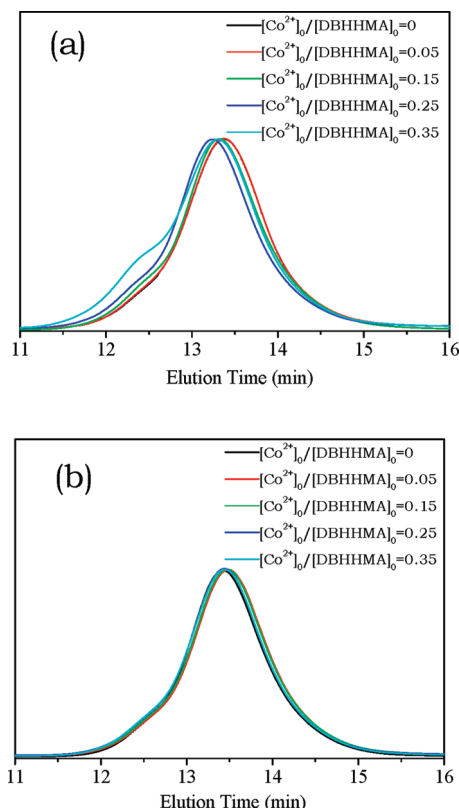 (a)
[Co²⁺]₀/[DBHHMA]₀=0
[Co²⁺]₀/[DBHHMA]₀=0.05
[Co²⁺]₀/[DBHHMA]₀=0.15
[Co²⁺]₀/[DBHHMA]₀=0.25
[Co²⁺]₀/[DBHHMA]₀=0.35
11 12 13 14 15 16
Elution Time (min)
(b)
[Co²⁺]₀/[DBHHMA]₀=0
[Co²⁺]₀/[DBHHMA]₀=0.05
[Co²⁺]₀/[DBHHMA]₀=0.15
[Co²⁺]₀/[DBHHMA]₀=0.25
[Co²⁺]₀/[DBHHMA]₀=0.35
11 12 13 14 15 16
Elution Time (min)